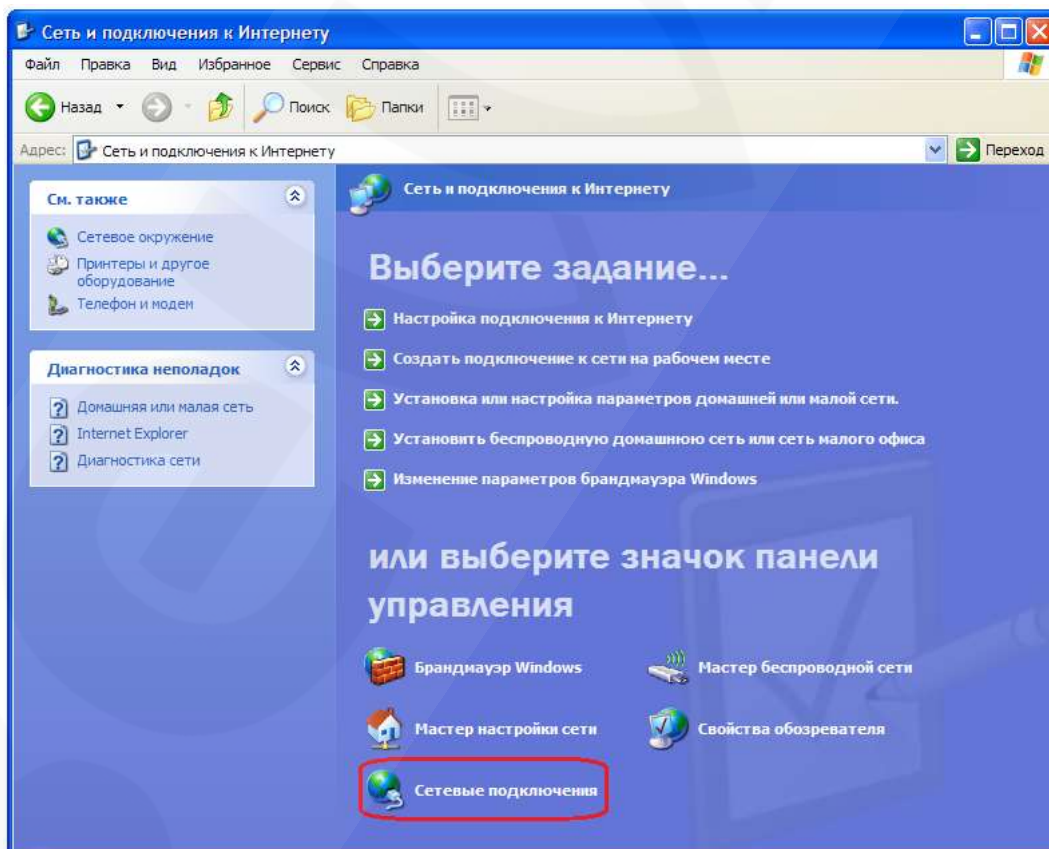 Сеть и подключения к Интернету
Файл Правка Вид Избранное Сервис Справка
Назад Поиск Папки
Адрес: Сеть и подключения к Интернету Переход
См. также
Сетевое окружение
Принтеры и другое
оборудование
Телефон и модем
Диагностика неполадок
Домашняя или малая сеть
Internet Explorer
Диагностика сети
Сеть и подключения к Интернету
Выберите задание...
Настройка подключения к Интернету
Создать подключение к сети на рабочем месте
Установка или настройка параметров домашней или малой сети.
Установить беспроводную домашнюю сеть или сеть малого офиса
Изменение параметров брандмауэра Windows
или выберите значок панели
управления
Брандмауэр Windows Мастер беспроводной сети
Мастер настройки сети Свойства обозревателя
Сетевые подключения